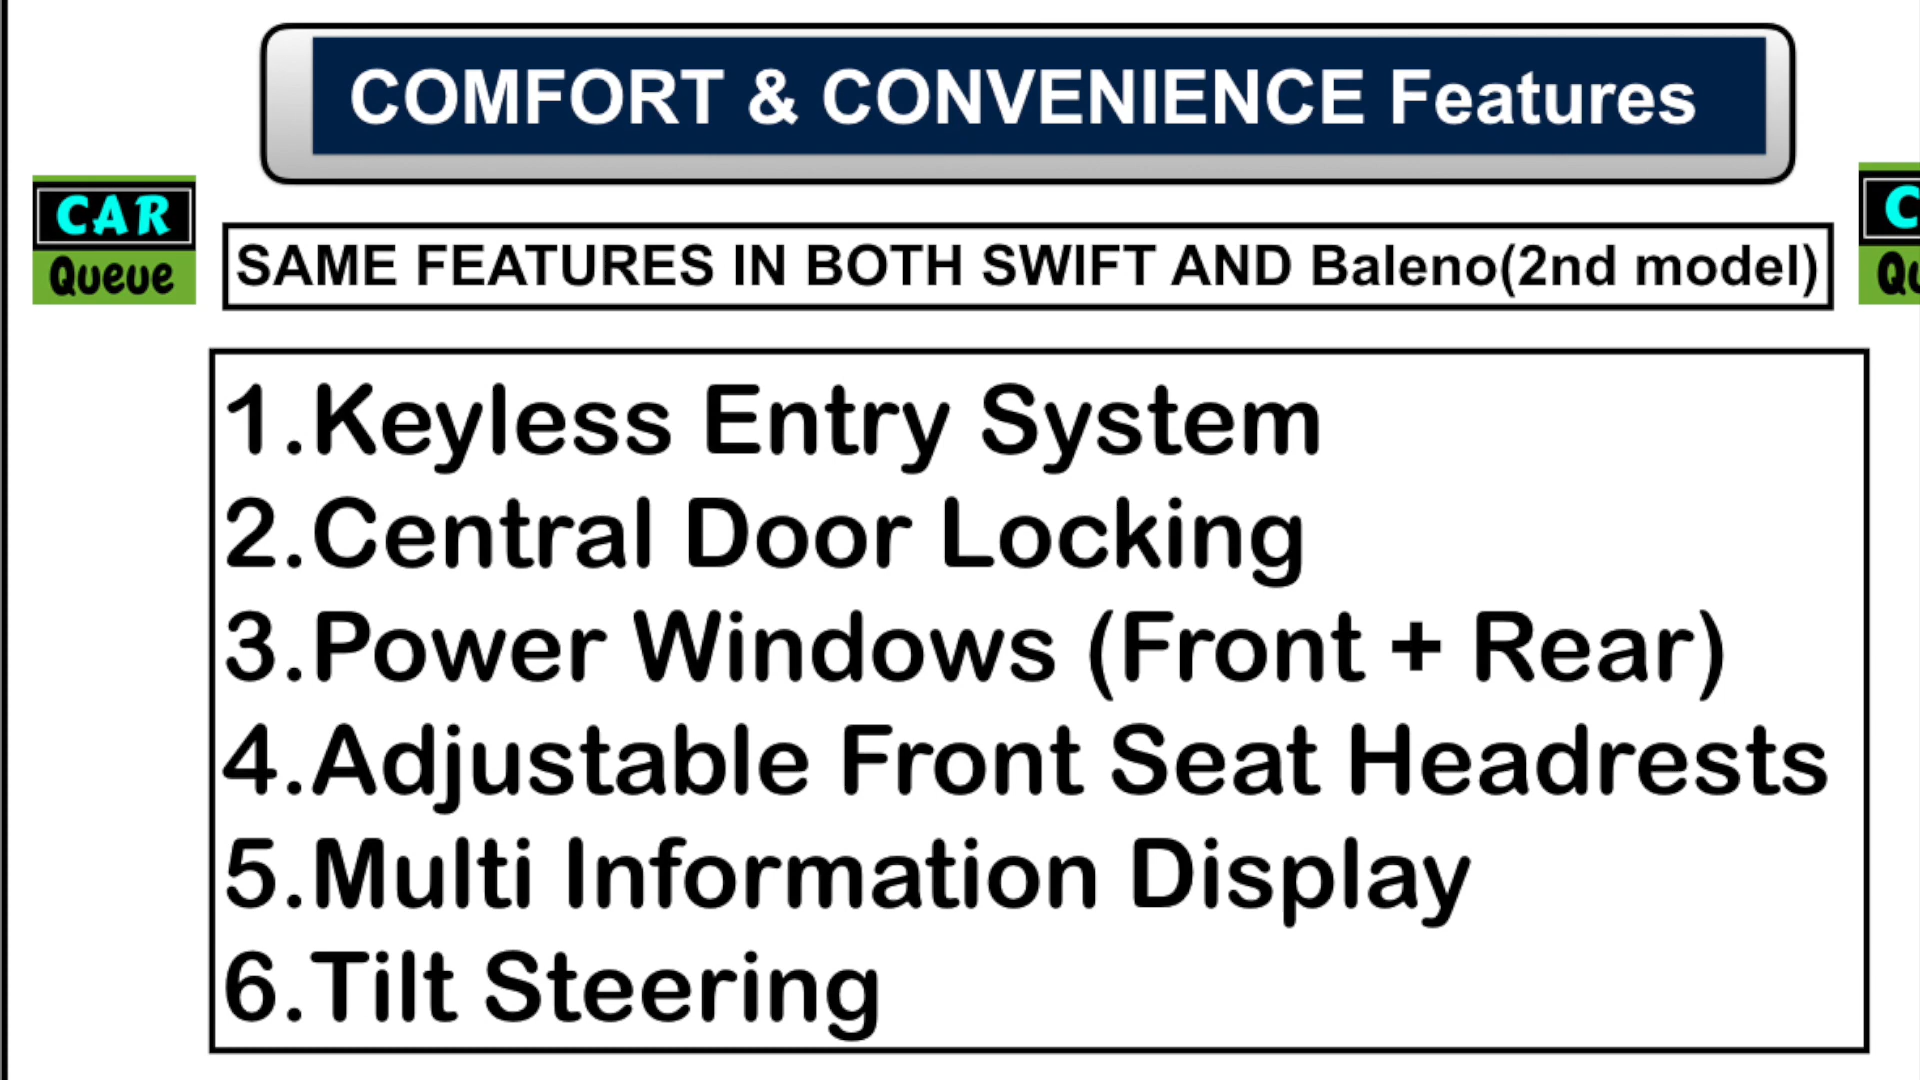 COMFORT & CONVENIENCE Features
CAR
Queue
C
Qu
SAME FEATURES IN BOTH SWIFT AND Baleno(2nd model)
1.Keyless Entry System
2.Central Door Locking
3.Power Windows (Front + Rear)
4.Adjustable Front Seat Headrests
5.Multi Information Display
6.Tilt Steering